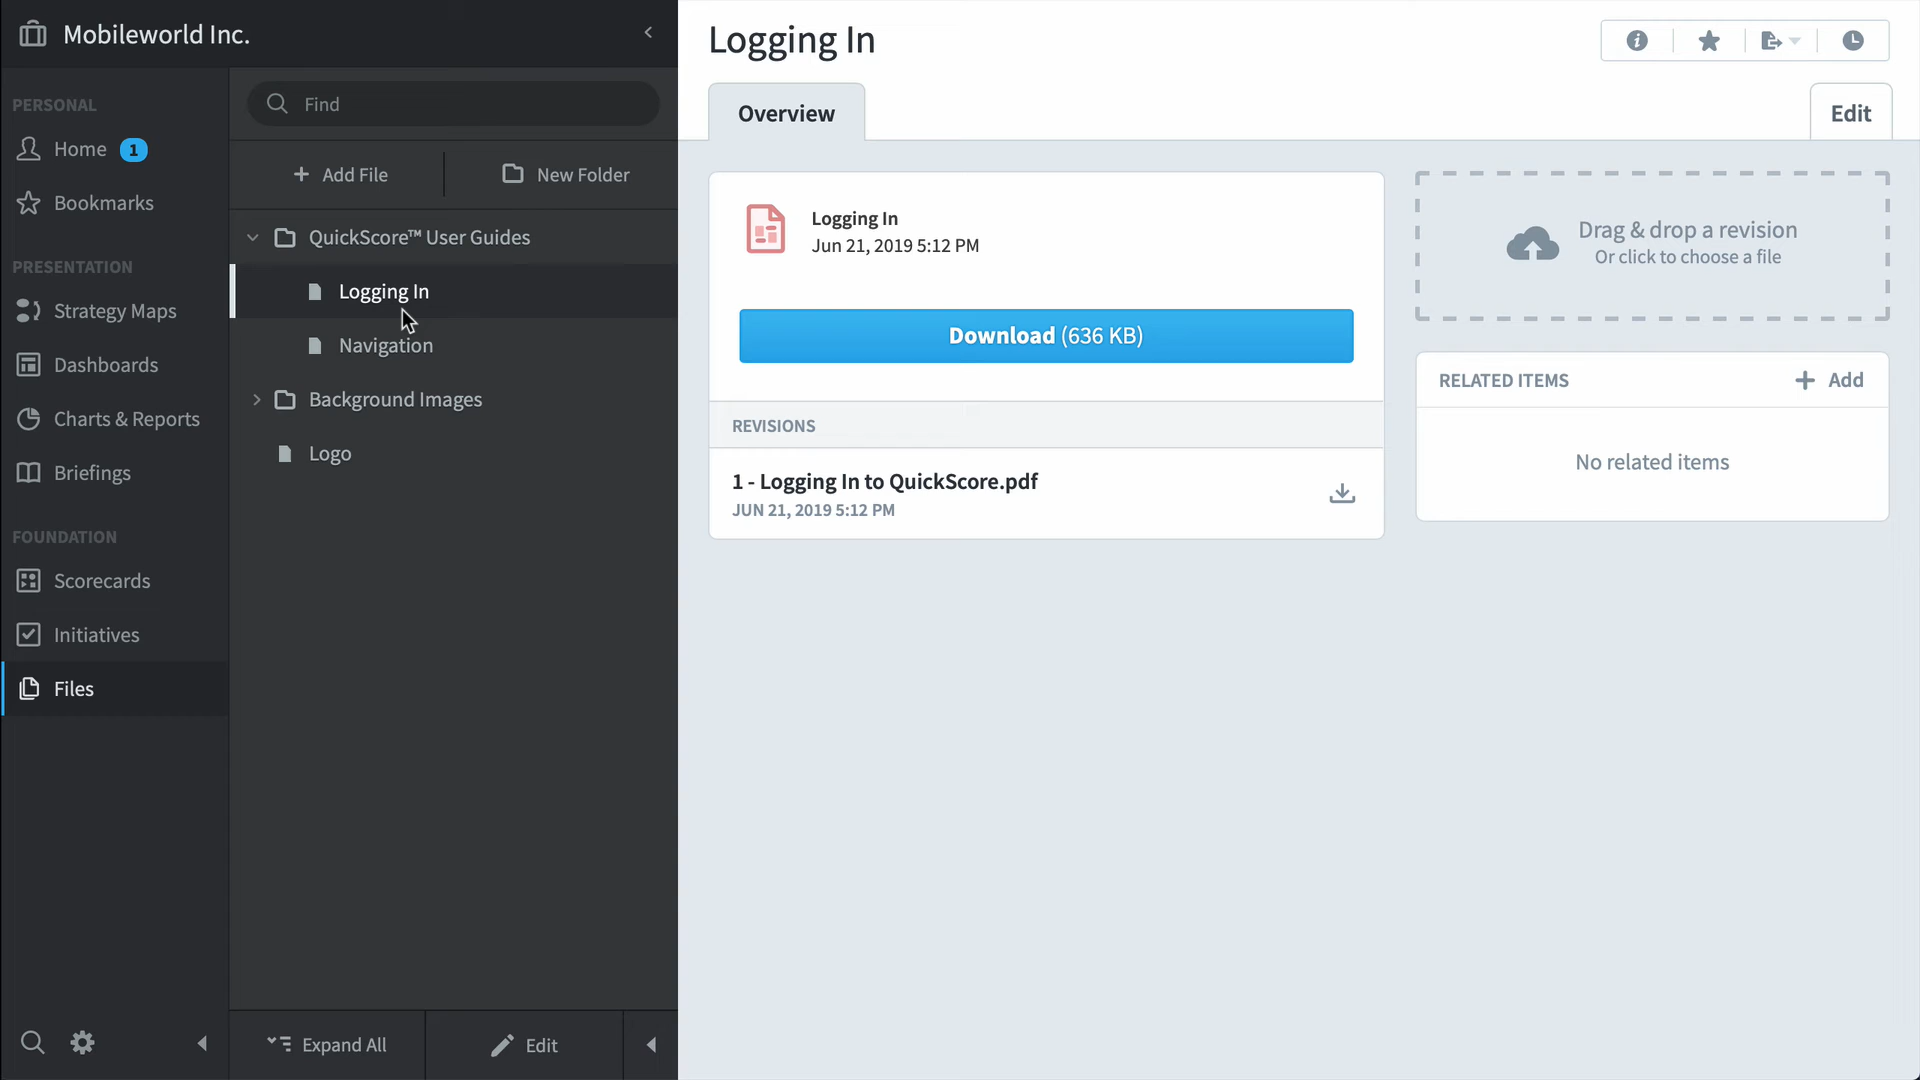 Mobileworld Inc.
PERSONAL
Home 1
Bookmarks
PRESENTATION
Strategy Maps
Dashboards
Charts & Reports
Briefings
FOUNDATION
Scorecards
Initiatives
Files
Find
Add File
New Folder
QuickScore™ User Guides
Logging In
Navigation
Background Images
Logo
Expand All
Edit
Logging In
Overview
Edit
Logging In
Jun 21, 2019 5:12 PM
Download (636 KB)
REVISIONS
1 - Logging In to QuickScore.pdf
JUN 21, 2019 5:12 PM
Drag & drop a revision
Or click to choose a file
RELATED ITEMS
Add
No related items